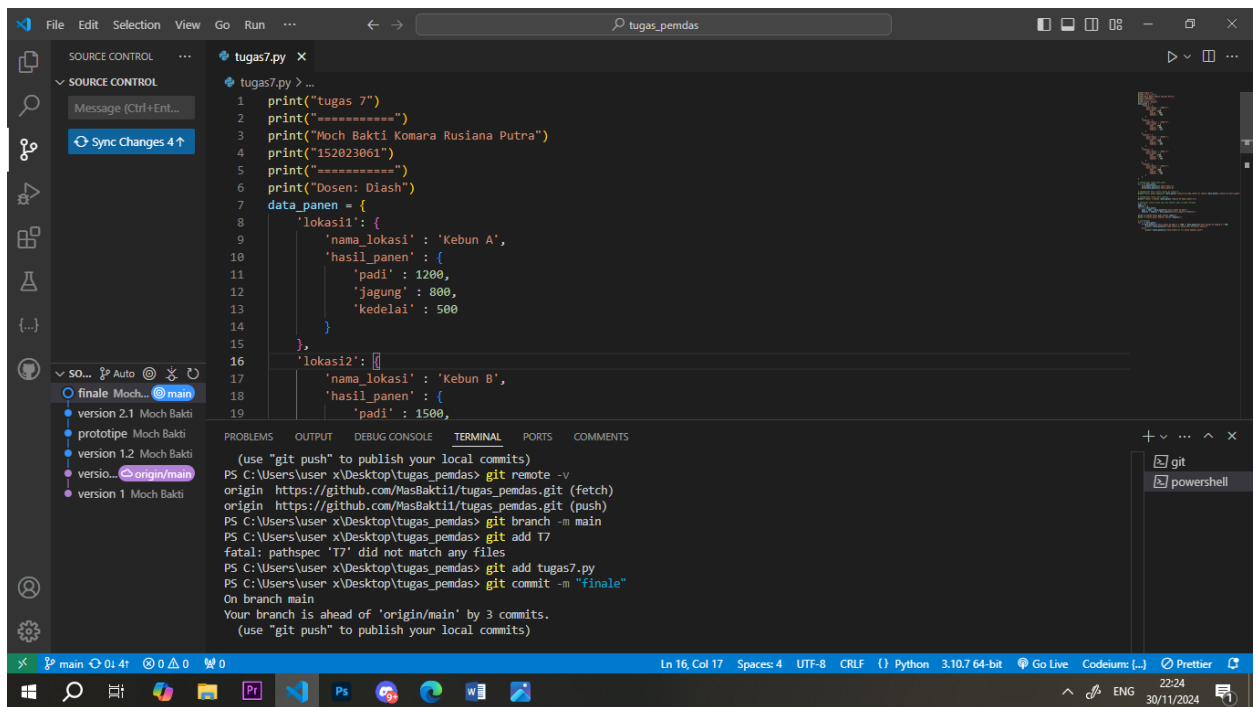 File Edit Selection View Go Run ··· tugas_pemdas
SOURCE CONTROL ···
SOURCE CONTROL
Message (Ctrl+Ent...
Sync Changes 4↑
SO... Auto
finale Moch... main
version 2.1 Moch Bakti
prototipe Moch Bakti
version 1.2 Moch Bakti
versio... origin/main
version 1 Moch Bakti
tugas7.py
tugas7.py > ...
1 print("tugas 7")
2 print("===========")
3 print("Moch Bakti Komara Rusiana Putra")
4 print("152023061")
5 print("===========")
6 print("Dosen: Diash")
7 data_panen = {
8 'lokasi1': {
9 'nama_lokasi' : 'Kebun A',
10 'hasil_panen' : {
11 'padi' : 1200,
12 'jagung' : 800,
13 'kedelai' : 500
14 }
15 },
16 'lokasi2': {
17 'nama_lokasi' : 'Kebun B',
18 'hasil_panen' : {
19 'padi' : 1500,
PROBLEMS OUTPUT DEBUG CONSOLE TERMINAL PORTS COMMENTS
(use "git push" to publish your local commits)
PS C:\Users\user x\Desktop\tugas_pemdas> git remote -v
origin https://github.com/MasBakti1/tugas_pemdas.git (fetch)
origin https://github.com/MasBakti1/tugas_pemdas.git (push)
PS C:\Users\user x\Desktop\tugas_pemdas> git branch -m main
PS C:\Users\user x\Desktop\tugas_pemdas> git add T7
fatal: pathspec 'T7' did not match any files
PS C:\Users\user x\Desktop\tugas_pemdas> git add tugas7.py
PS C:\Users\user x\Desktop\tugas_pemdas> git commit -m "finale"
On branch main
Your branch is ahead of 'origin/main' by 3 commits.
(use "git push" to publish your local commits)
git
powershell
main 0↓ 4↑ 0 0 0 Ln 16, Col 17 Spaces: 4 UTF-8 CRLF {} Python 3.10.7 64-bit Go Live Codeium: {...} Prettier
Pr Ps 9+ ENG 22:24
30/11/2024 1